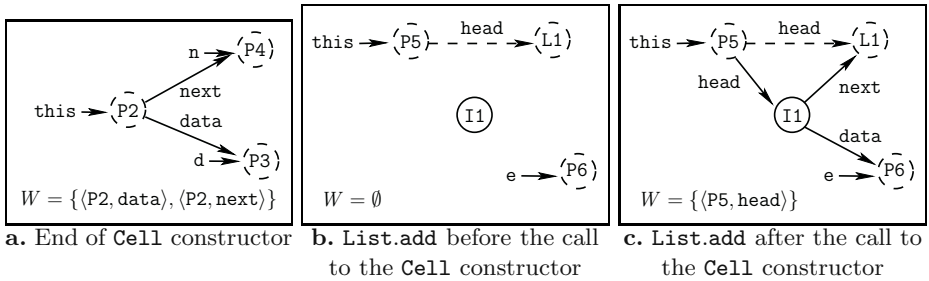 n P4
next
this P2
data
d P3
W = {⟨P2, data⟩, ⟨P2, next⟩}
a. End of Cell constructor
this P5 head L1
I1
e P6
W = ∅
b. List.add before the call
to the Cell constructor
this P5 head L1
head next
I1
data
e P6
W = {⟨P5, head⟩}
c. List.add after the call to
the Cell constructor